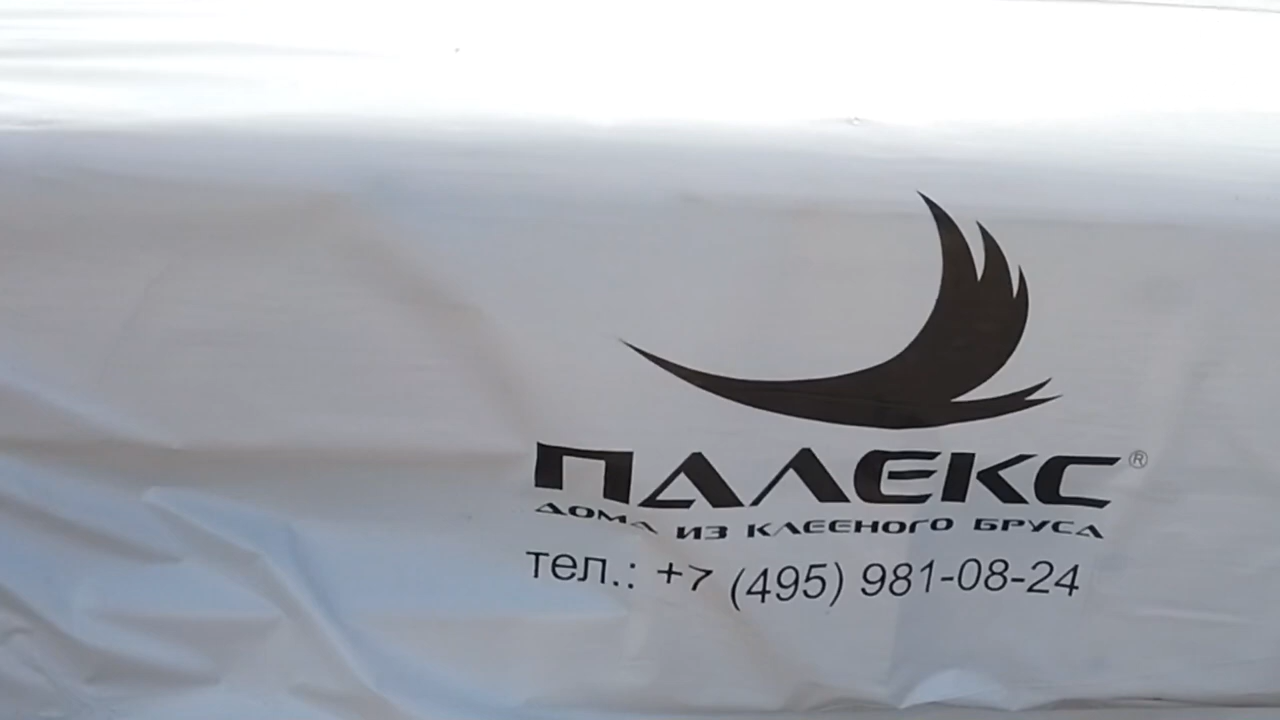 ПАЛЕКС®
ДОМА ИЗ КЛЕЕНОГО БРУСА
тел.: +7 (495) 981-08-24